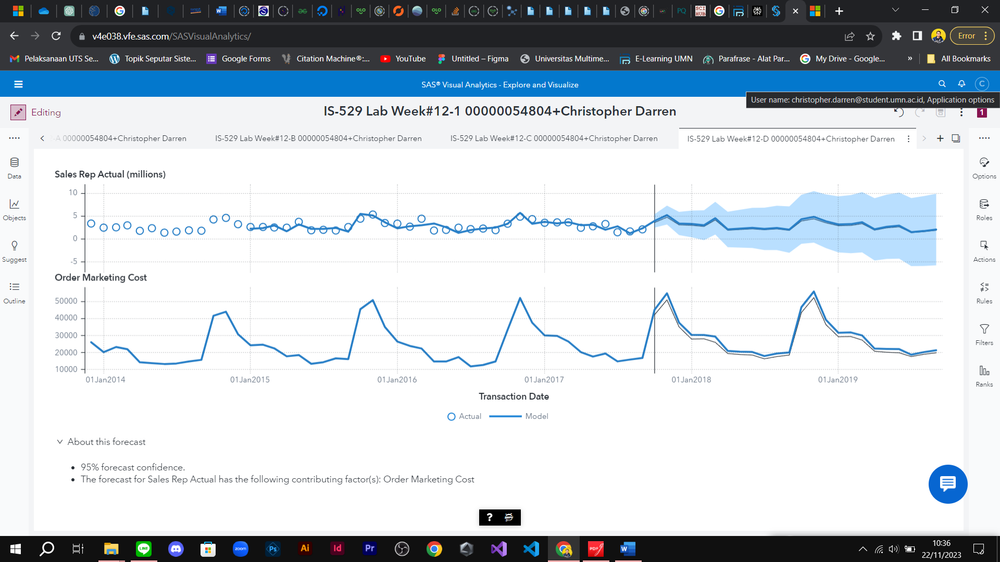 v4e038.vfe.sas.com/SASVisualAnalytics/
Error
Pelaksanaan UTS Se...
Topik Seputar Siste...
Google Forms
Citation Machine®:...
YouTube
Untitled – Figma
Universitas Multime...
E-Learning UMN
Parafrase - Alat Par...
My Drive - Google...
»
All Bookmarks
SAS® Visual Analytics - Explore and Visualize
C
User name: christopher.darren@student.umn.ac.id, Application options
Editing
IS-529 Lab Week#12-1 00000054804+Christopher Darren
1
-A 00000054804+Christopher Darren
IS-529 Lab Week#12-B 00000054804+Christopher Darren
IS-529 Lab Week#12-C 00000054804+Christopher Darren
IS-529 Lab Week#12-D 00000054804+Christopher Darren
Data
Objects
Suggest
Outline
Options
Roles
Actions
Rules
Filters
Ranks
Sales Rep Actual (millions)
10
5
0
-5
Order Marketing Cost
50000
40000
30000
20000
10000
01Jan2014
01Jan2015
01Jan2016
01Jan2017
01Jan2018
01Jan2019
Transaction Date
Actual
Model
About this forecast
• 95% forecast confidence.
• The forecast for Sales Rep Actual has the following contributing factor(s): Order Marketing Cost
?
LINE
zoom
Ps
Ai
Id
Pr
PDF
10:36
22/11/2023